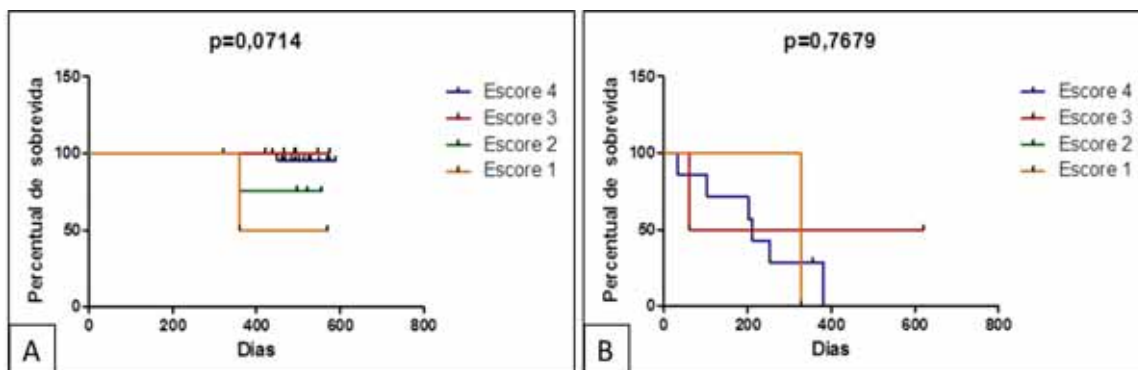 p=0,0714
Percentual de sobrevida
150
100
50
0
0 200 400 600 800
Dias
Escore 4
Escore 3
Escore 2
Escore 1
A
p=0,7679
Percentual de sobrevida
150
100
50
0
0 200 400 600 800
Dias
Escore 4
Escore 3
Escore 2
Escore 1
B